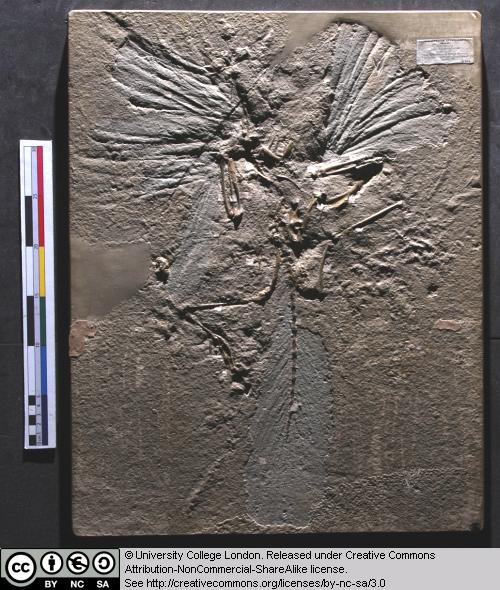 © University College London. Released under Creative Commons
Attribution-NonCommercial-ShareAlike license.
See http://creativecommons.org/licenses/by-nc-sa/3.0
cc
BY NC SA